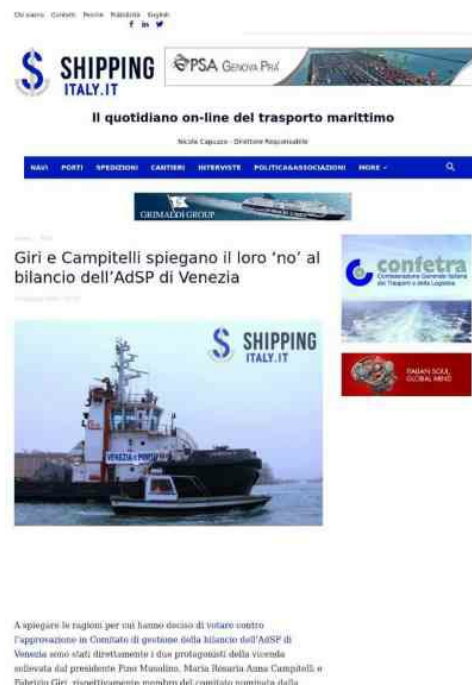 Chi siamo Contatti Perché Pubblicità English
SHIPPING
ITALY.IT
PSA GENOVA PRA'
Il quotidiano on-line del trasporto marittimo
Nicola Capuzzo - Direttore Responsabile
NAVI PORTI SPEDIZIONI CANTIERI INTERVISTE POLITICA&ASSOCIAZIONI MORE
GRIMALDI GROUP
Giri e Campitelli spiegano il loro ‘no’ al
bilancio dell’AdSP di Venezia
confetra
Confederazione Generale Italiana
dei Trasporti e della Logistica
SHIPPING
ITALY.IT
ITALIAN SOUL,
GLOBAL MIND
A spiegare le ragioni per cui hanno deciso di votare contro
l’approvazione in Comitato di gestione della bilancio dell’AdSP di
Venezia sono stati direttamente i due protagonisti della vicenda
sollevata dal presidente Pino Musolino. Maria Rosaria Anna Campitelli e
Fabrizio Giri, rispettivamente membro del comitato nominata dalla